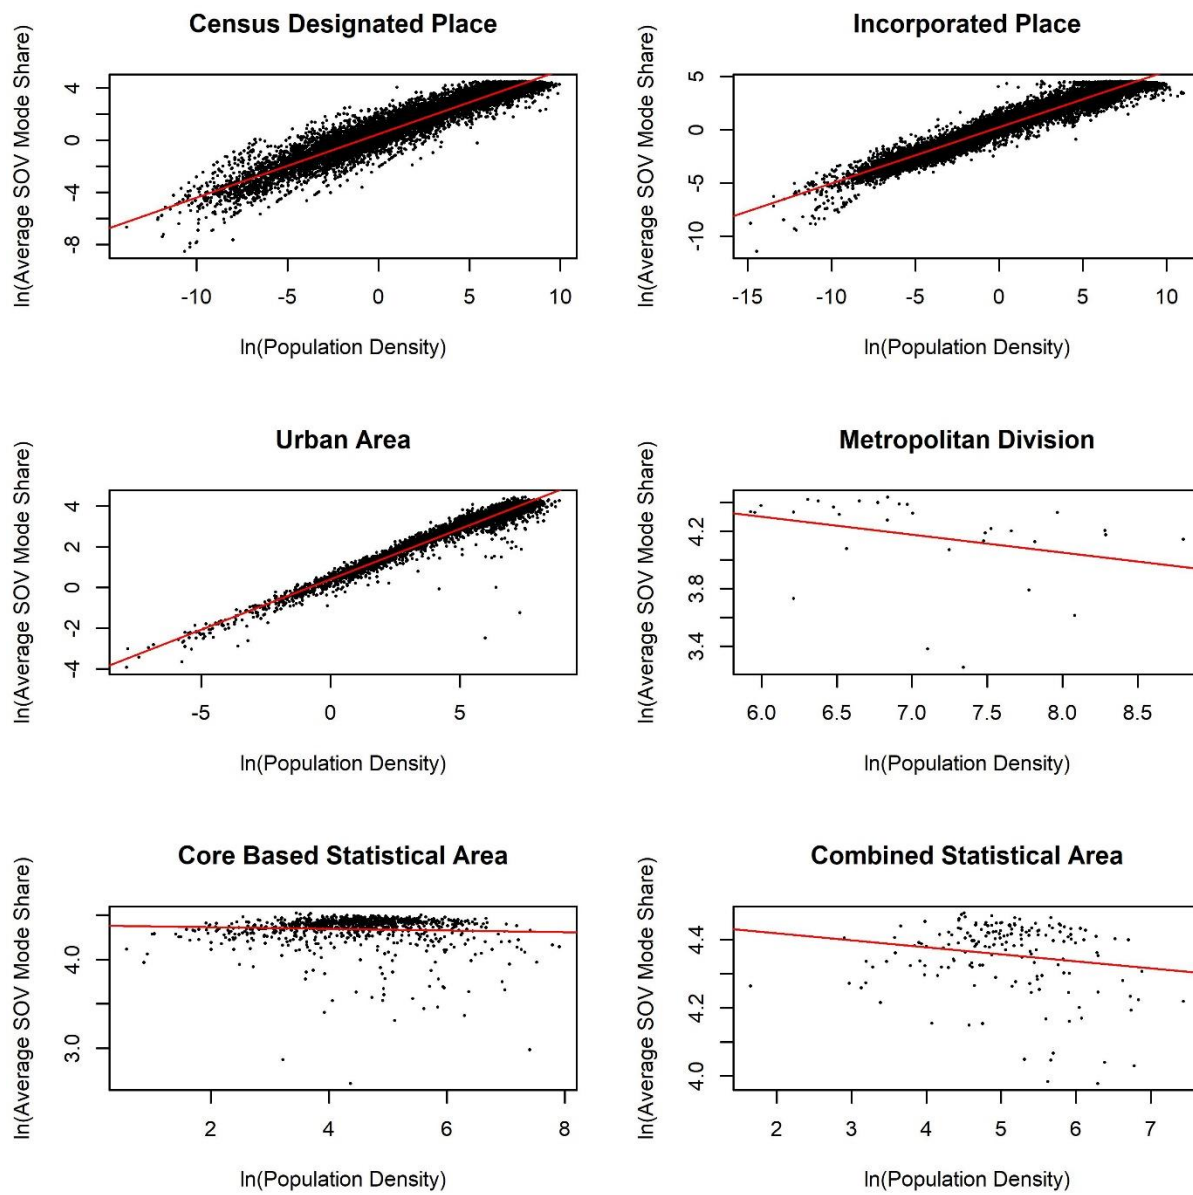 Census Designated Place
ln(Average SOV Mode Share)
4
0
-4
-8
-10
-5
0
5
10
ln(Population Density)
Incorporated Place
ln(Average SOV Mode Share)
5
0
-5
-10
-15
-10
-5
0
5
10
ln(Population Density)
Urban Area
ln(Average SOV Mode Share)
4
2
0
-2
-4
-5
0
5
ln(Population Density)
Metropolitan Division
ln(Average SOV Mode Share)
4.2
3.8
3.4
6.0
6.5
7.0
7.5
8.0
8.5
ln(Population Density)
Core Based Statistical Area
ln(Average SOV Mode Share)
4.0
3.0
2
4
6
8
ln(Population Density)
Combined Statistical Area
ln(Average SOV Mode Share)
4.4
4.2
4.0
2
3
4
5
6
7
ln(Population Density)